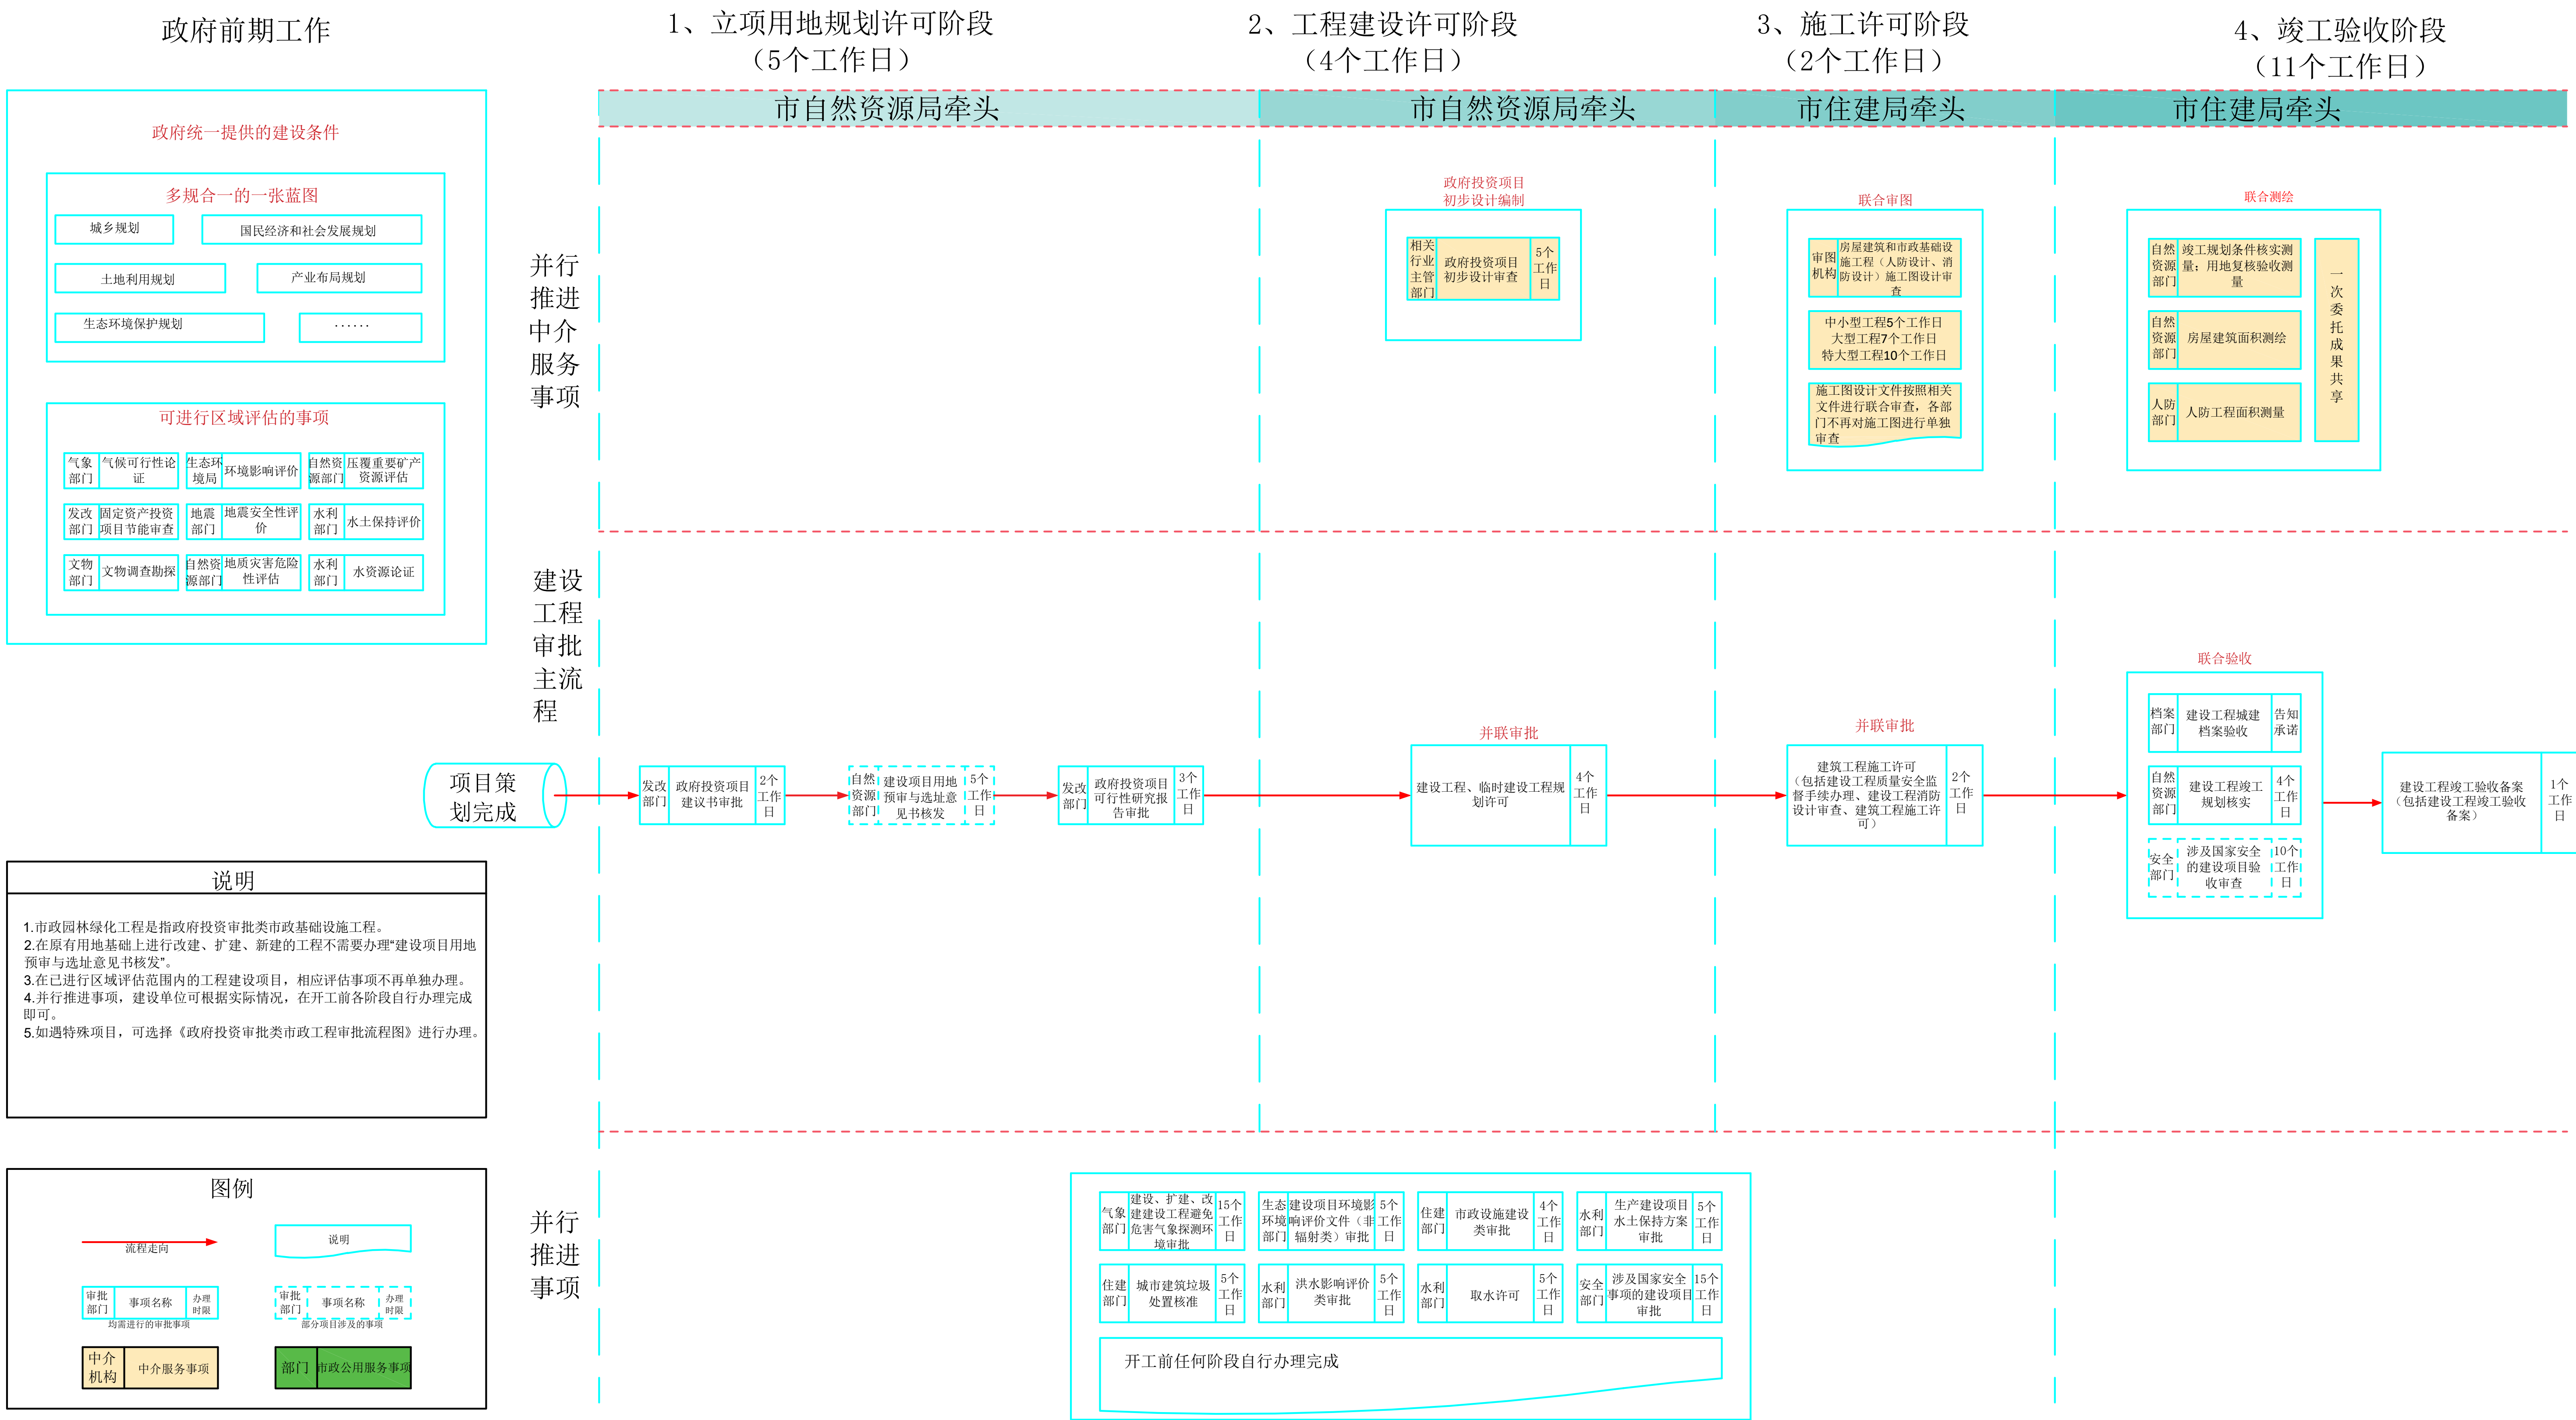 政府前期工作
1、立项用地规划许可阶段
（5个工作日）
2、工程建设许可阶段
（4个工作日）
3、施工许可阶段
（2个工作日）
4、竣工验收阶段
（11个工作日）
市自然资源局牵头
市自然资源局牵头
市住建局牵头
市住建局牵头
政府统一提供的建设条件
多规合一的一张蓝图
城乡规划
国民经济和社会发展规划
土地利用规划
产业布局规划
生态环境保护规划
······
可进行区域评估的事项
气象
部门
气候可行性论
证
生态环
境局
环境影响评价
自然资
源部门
压覆重要矿产
资源评估
发改
部门
固定资产投资
项目节能审查
地震
部门
地震安全性评
价
水利
部门
水土保持评价
文物
部门
文物调查勘探
自然资
源部门
地质灾害危险
性评估
水利
部门
水资源论证
并行
推进
中介
服务
事项
政府投资项目
初步设计编制
相关
行业
主管
部门
政府投资项目
初步设计审查
5个
工作
日
联合审图
审图
机构
房屋建筑和市政基础设
施工程（人防设计、消
防设计）施工图设计审
查
中小型工程5个工作日
大型工程7个工作日
特大型工程10个工作日
施工图设计文件按照相关
文件进行联合审查，各部
门不再对施工图进行单独
审查
联合测绘
自然
资源
部门
竣工规划条件核实测
量；用地复核验收测
量
自然
资源
部门
房屋建筑面积测绘
人防
部门
人防工程面积测量
一
次
委
托
成
果
共
享
建设
工程
审批
主流
程
项目策
划完成
发改
部门
政府投资项目
建议书审批
2个
工作
日
自然
资源
部门
建设项目用地
预审与选址意
见书核发
5个
工作
日
发改
部门
政府投资项目
可行性研究报
告审批
3个
工作
日
并联审批
建设工程、临时建设工程规
划许可
4个
工作
日
并联审批
建筑工程施工许可
（包括建设工程质量安全监
督手续办理、建设工程消防
设计审查、建筑工程施工许
可）
2个
工作
日
联合验收
档案
部门
建设工程城建
档案验收
告知
承诺
自然
资源
部门
建设工程竣工
规划核实
4个
工作
日
安全
部门
涉及国家安全
的建设项目验
收审查
10个
工作
日
建设工程竣工验收备案
（包括建设工程竣工验收
备案）
1个
工作
日
说明
1.市政园林绿化工程是指政府投资审批类市政基础设施工程。
2.在原有用地基础上进行改建、扩建、新建的工程不需要办理“建设项目用地
预审与选址意见书核发”。
3.在已进行区域评估范围内的工程建设项目，相应评估事项不再单独办理。
4.并行推进事项，建设单位可根据实际情况，在开工前各阶段自行办理完成
即可。
5.如遇特殊项目，可选择《政府投资审批类市政工程审批流程图》进行办理。
图例
流程走向
说明
审批
部门
事项名称
办理
时限
均需进行的审批事项
审批
部门
事项名称
办理
时限
部分项目涉及的事项
中介
机构
中介服务事项
部门
市政公用服务事项
并行
推进
事项
气象
部门
建设、扩建、改
建建设工程避免
危害气象探测环
境审批
15个
工作
日
生态
环境
部门
建设项目环境影
响评价文件（非
辐射类）审批
5个
工作
日
住建
部门
市政设施建设
类审批
4个
工作
日
水利
部门
生产建设项目
水土保持方案
审批
5个
工作
日
住建
部门
城市建筑垃圾
处置核准
5个
工作
日
水利
部门
洪水影响评价
类审批
5个
工作
日
水利
部门
取水许可
5个
工作
日
安全
部门
涉及国家安全
事项的建设项目
审批
15个
工作
日
开工前任何阶段自行办理完成